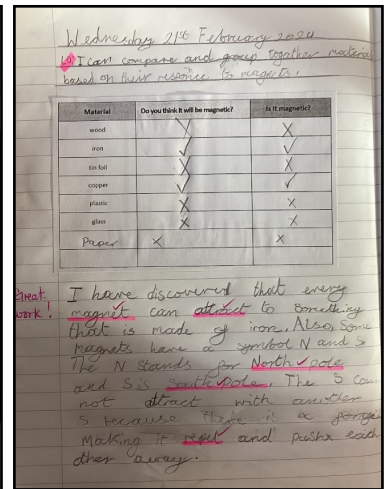 Wednesday 21st February 2024
LO I can compare and group together material
based on their response to magnets.
Material Do you think it will be magnetic? Is it magnetic?
wood X X
iron ✓ ✓
tin foil X X
copper ✓ ✓
plastic X X
glass X X
Paper X X
Great work!
I have discovered that every
magnet can attract to something
that is made of iron. Also, Some
magnets have a symbol N and S
The N stands for North pole
and S is South pole. The S can
not attract with another
S because there is a
making it repel and pushx each
other away.